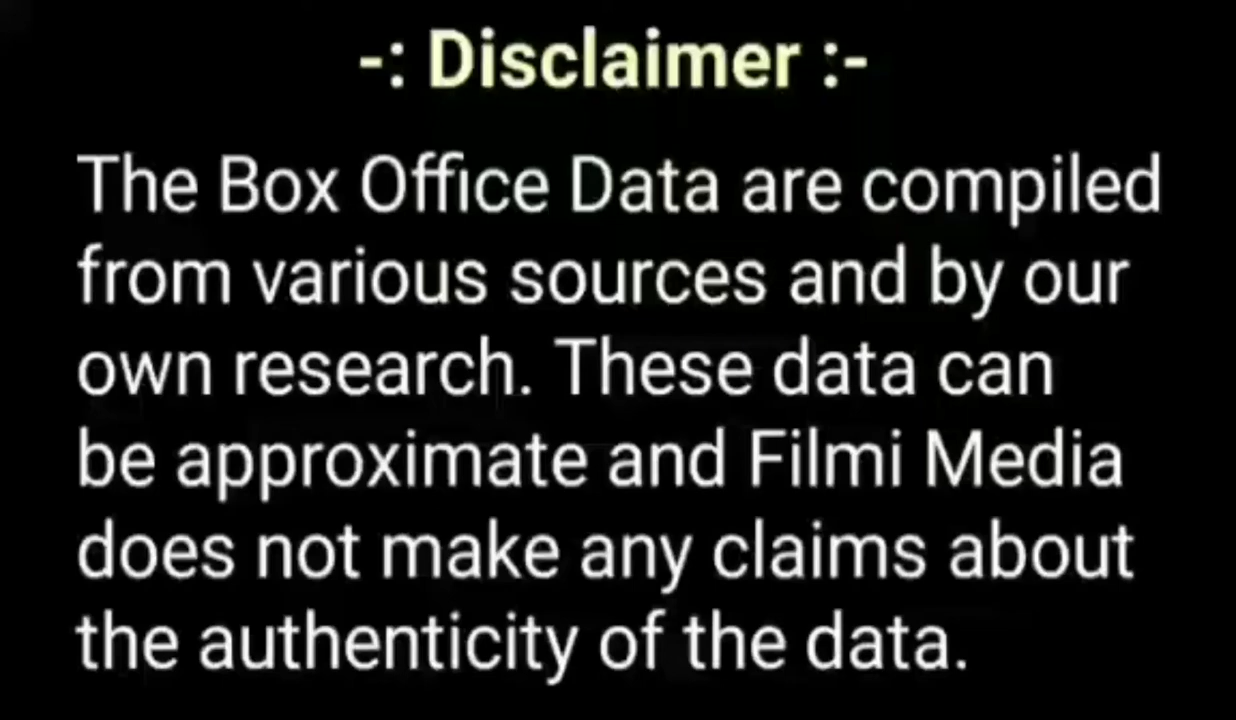 -: Disclaimer :-
The Box Office Data are compiled
from various sources and by our
own research. These data can
be approximate and Filmi Media
does not make any claims about
the authenticity of the data.